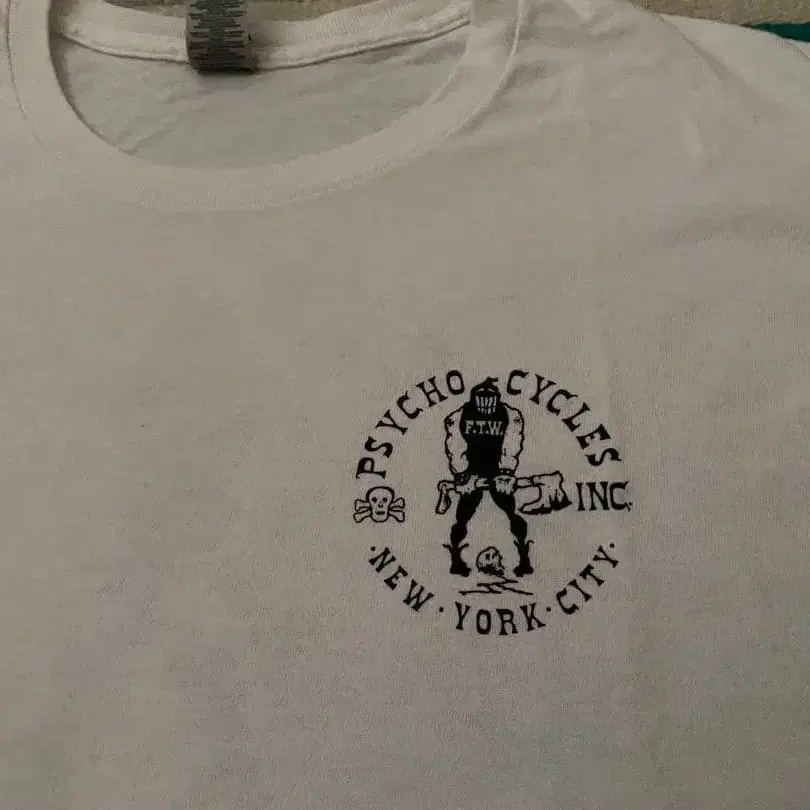 PSYCHO CYCLES INC.
F.T.W.
·NEW·YORK·CITY·